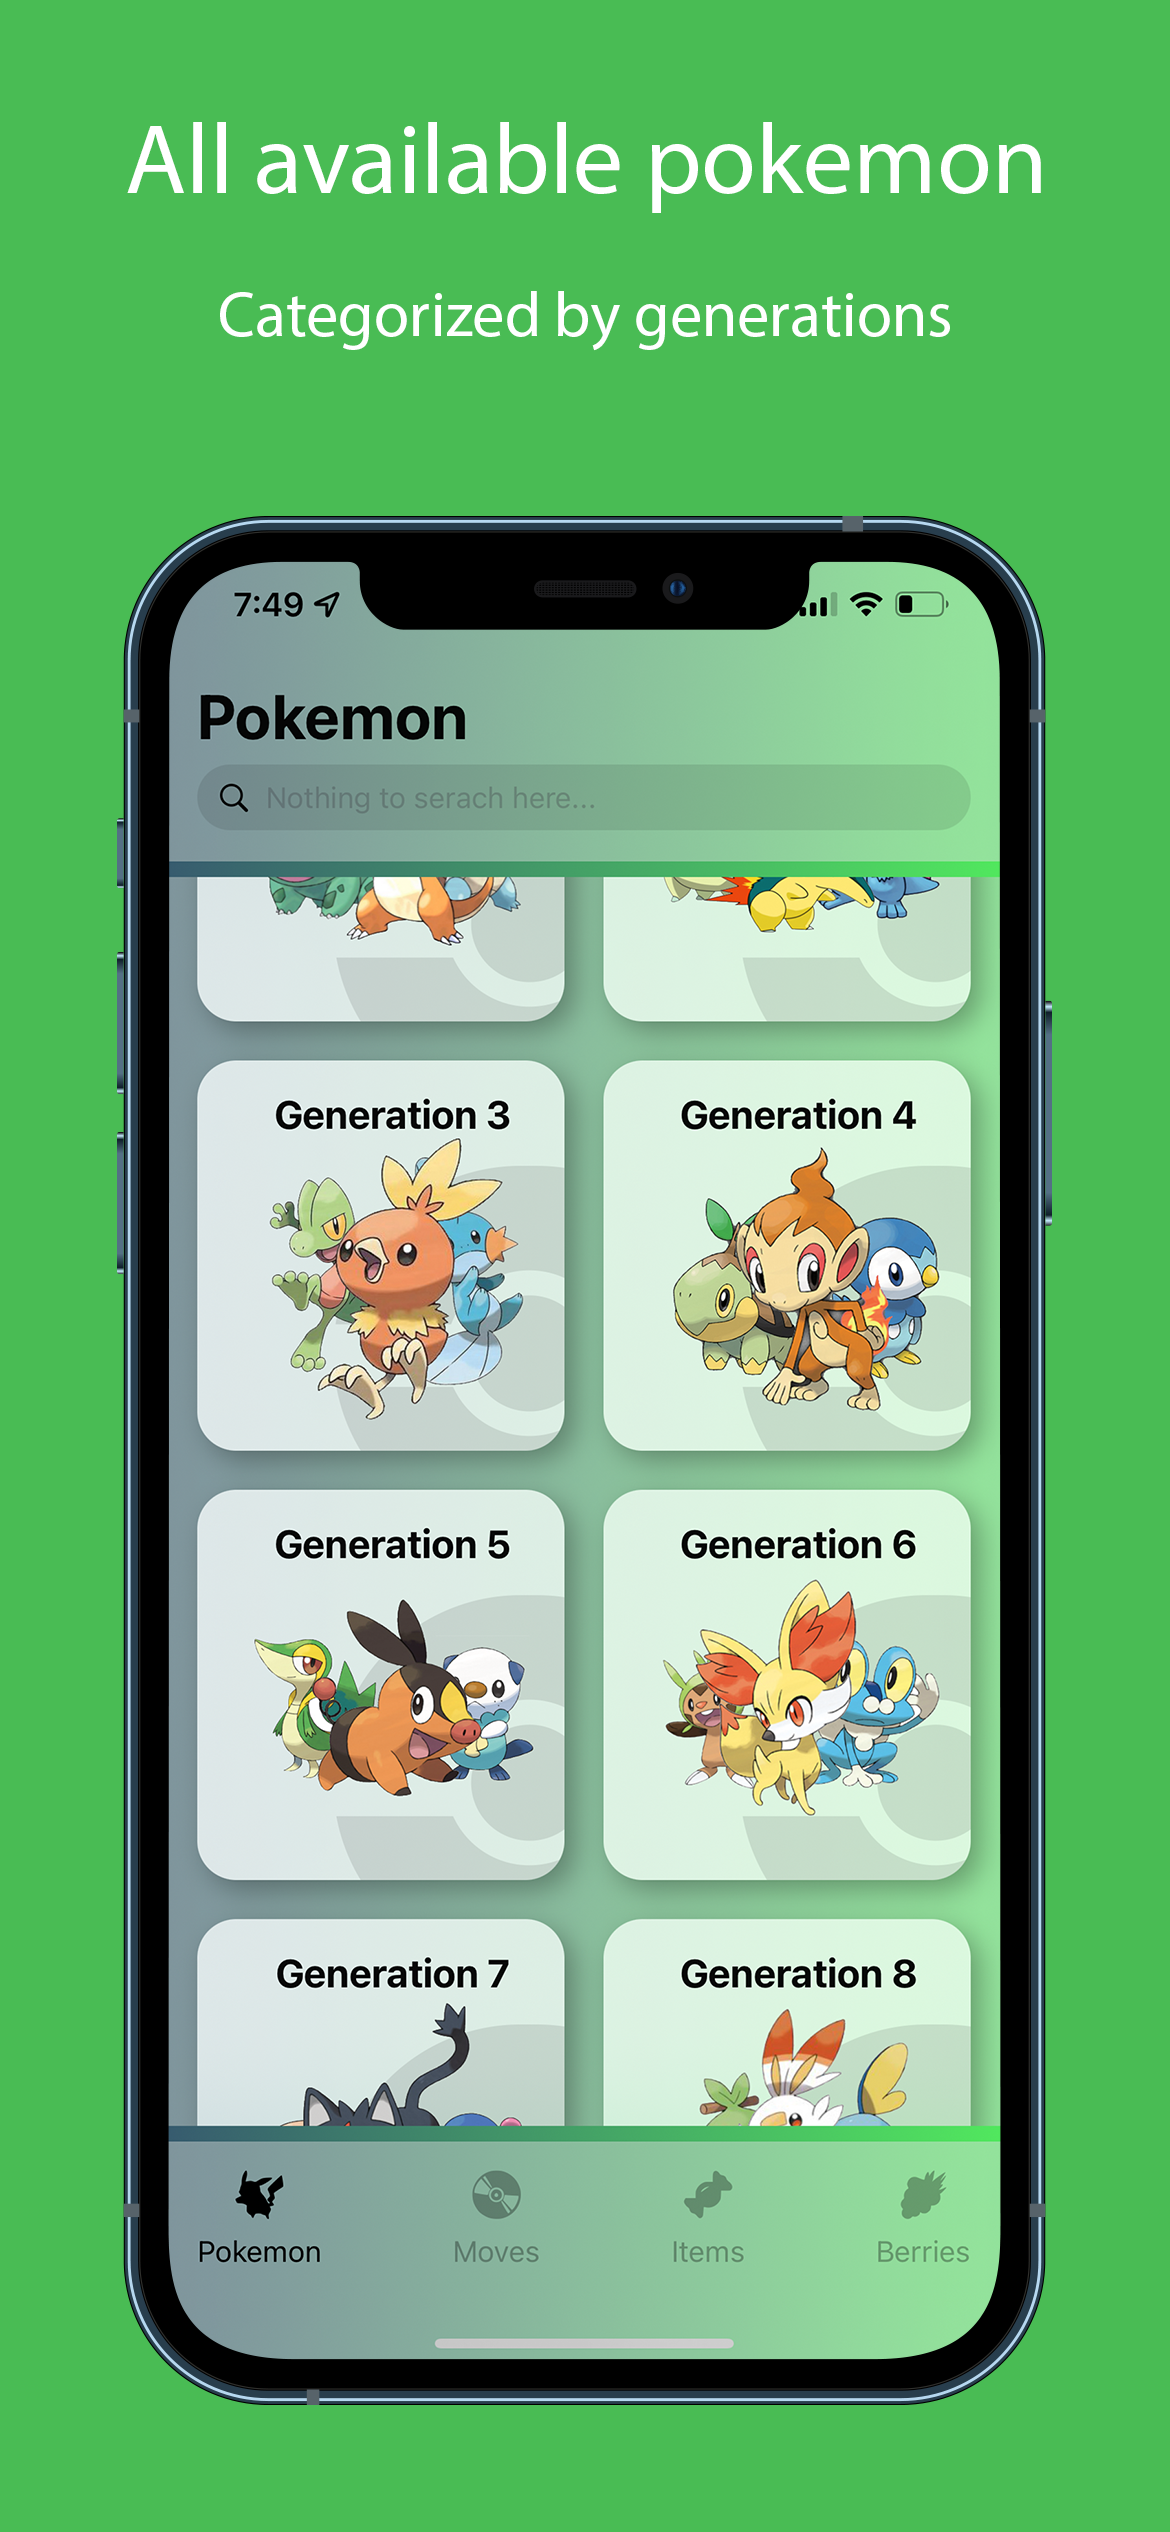 All available pokemon
Categorized by generations
7:49
Pokemon
Nothing to serach here...
Generation 3
Generation 4
Generation 5
Generation 6
Generation 7
Generation 8
Pokemon
Moves
Items
Berries